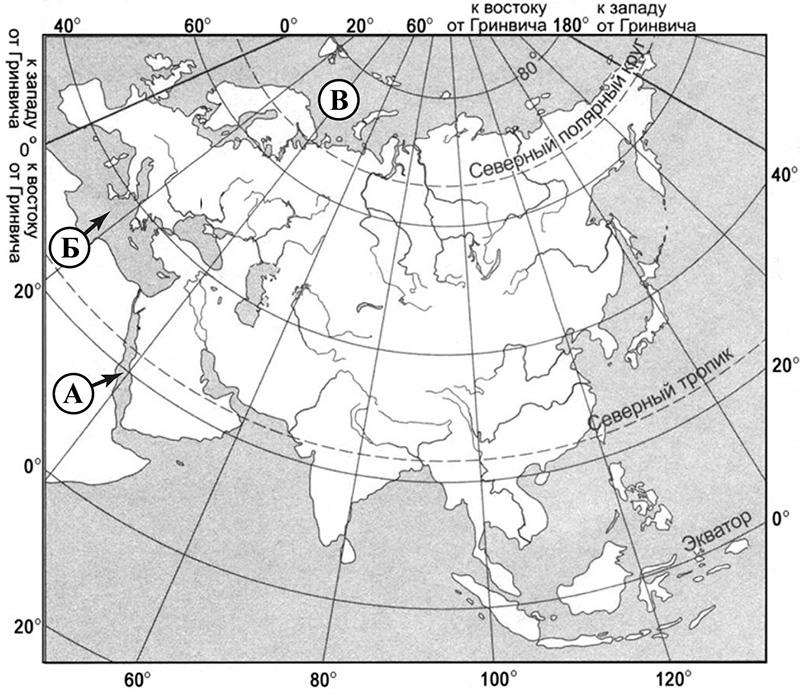 к востоку
от Гринвича
к западу
от Гринвича
40°
60°
0°
20°
60°
180°
80°
Северный полярный круг
к западу
от Гринвича
0°
к востоку
от Гринвича
В
Б
А
40°
20°
20°
Северный тропик
0°
0°
Экватор
20°
60°
80°
100°
120°